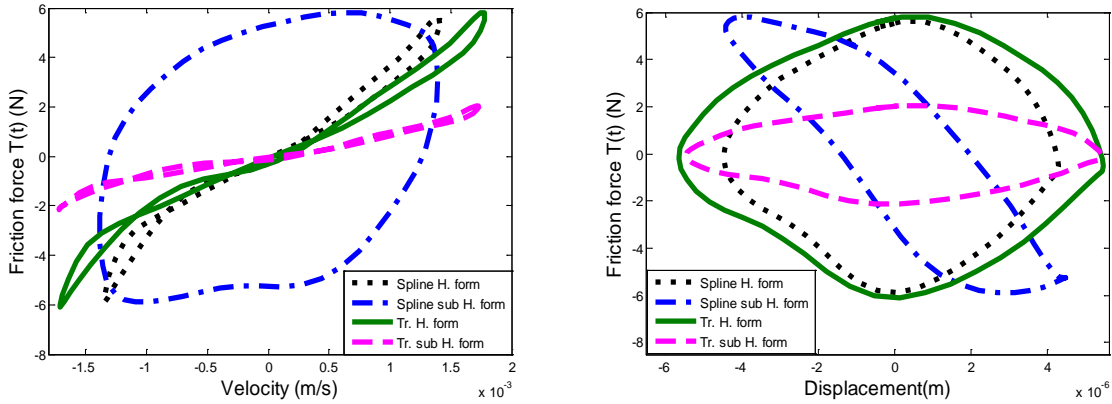 6
4
2
0
-2
-4
-6
-8
Friction force T(t) (N)
-1.5
-1
-0.5
0
0.5
1
1.5
2
x 10-3
Velocity (m/s)
Spline H. form
Spline sub H. form
Tr. H. form
Tr. sub H. form
6
4
2
0
-2
-4
-6
-8
Friction force T(t) (N)
-6
-4
-2
0
2
4
x 10-6
Displacement(m)
Spline H. form
Spline sub H. form
Tr. H. form
Tr. sub H. form